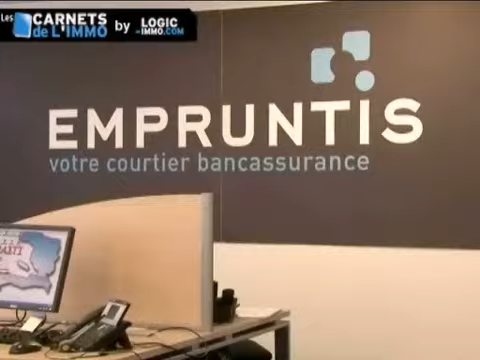 Les CARNETS
de L'IMMO
by
LOGIC
-IMMO.COM
EMPRUNTIS
votre courtier bancassurance